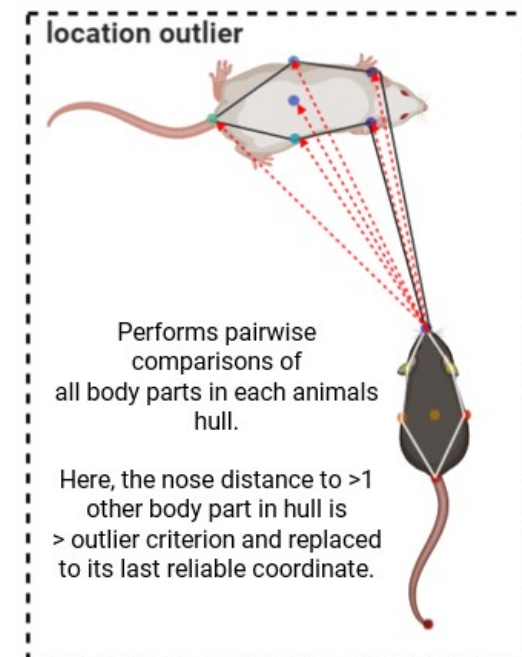 location outlier
Performs pairwise
comparisons of
all body parts in each animals
hull.
Here, the nose distance to >1
other body part in hull is
> outlier criterion and replaced
to its last reliable coordinate.